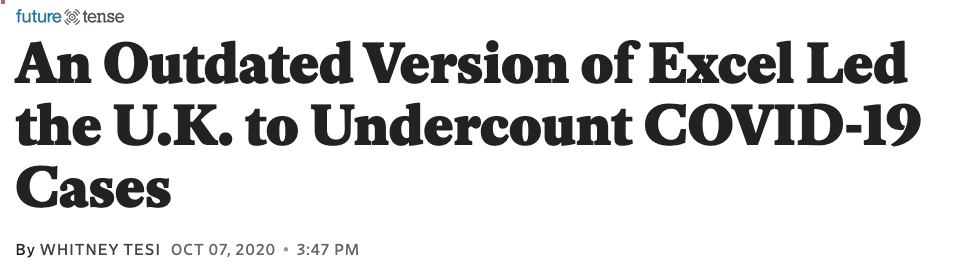 future tense
An Outdated Version of Excel Led
the U.K. to Undercount COVID-19
Cases
By WHITNEY TESI OCT 07, 2020 • 3:47 PM